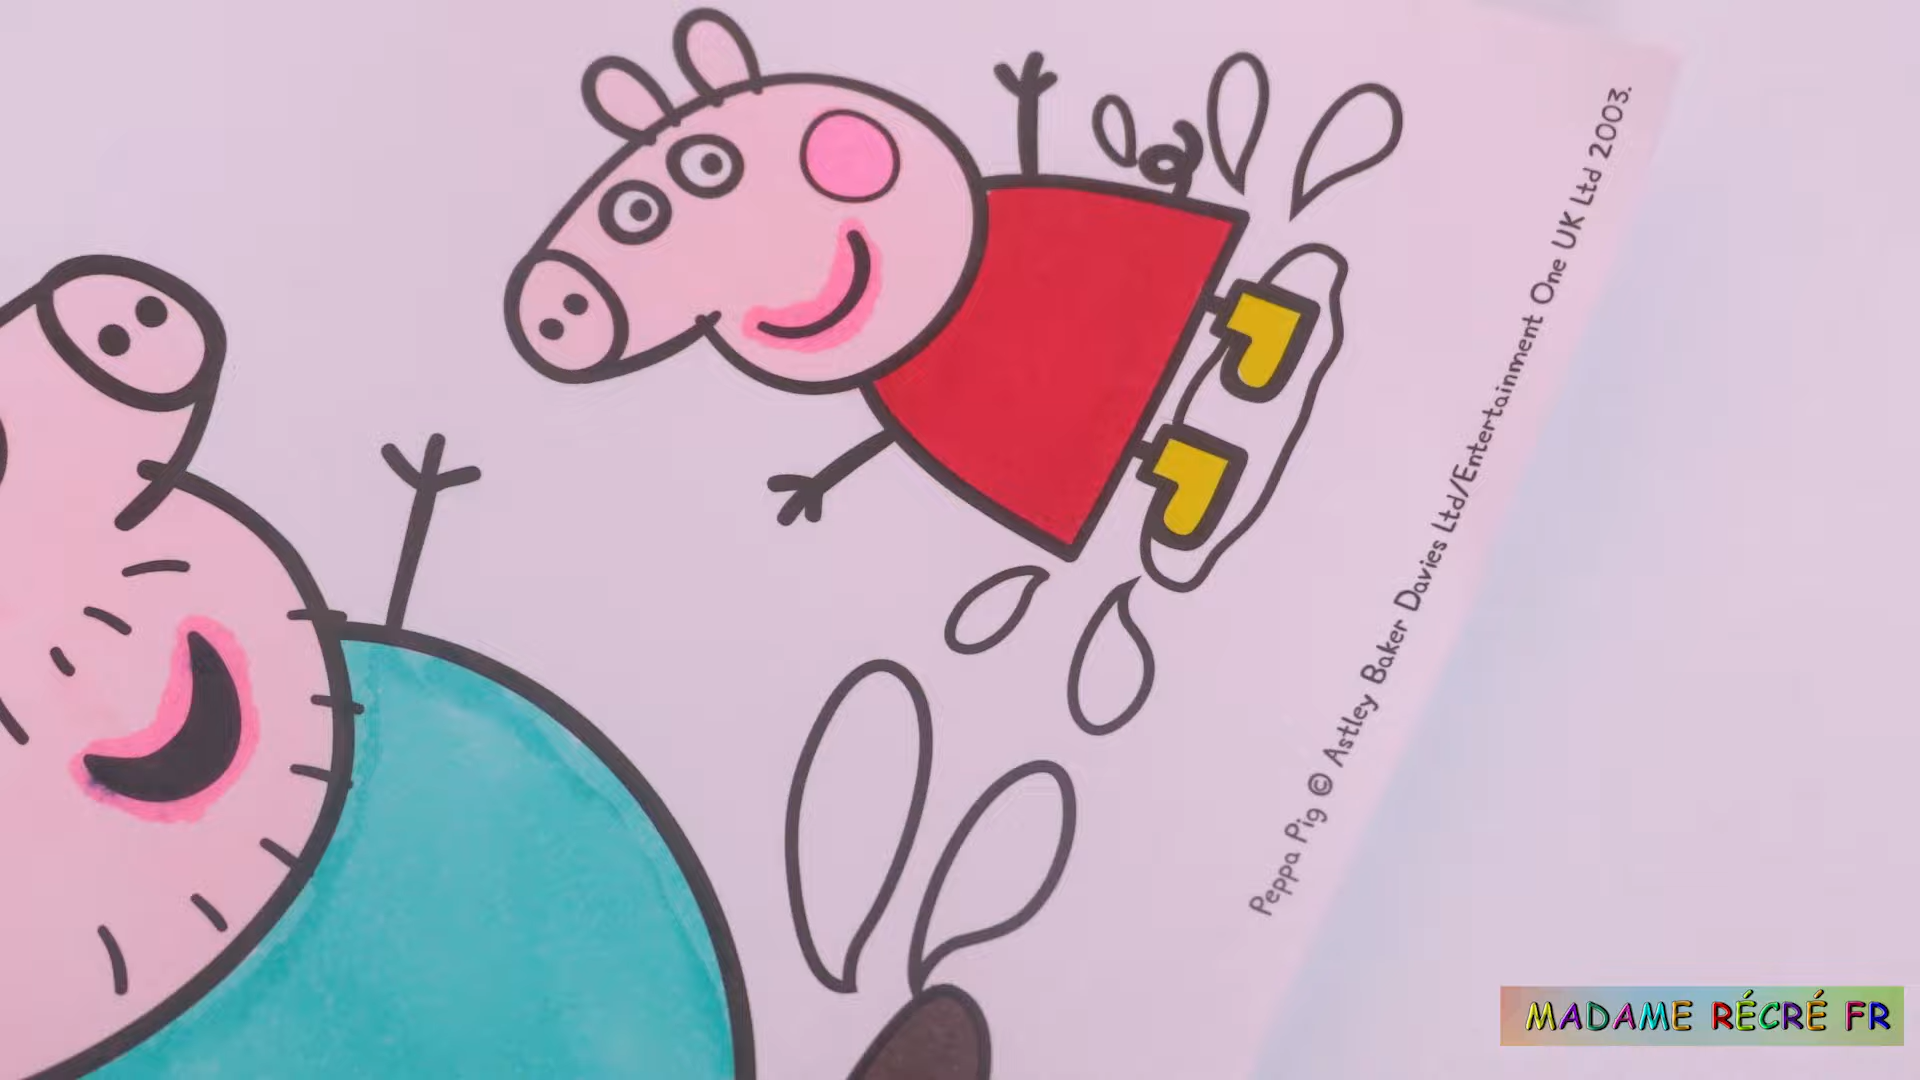 Peppa Pig © Astley Baker Davies Ltd/Entertainment One UK Ltd 2003.
MADAME RÉCRÉ FR